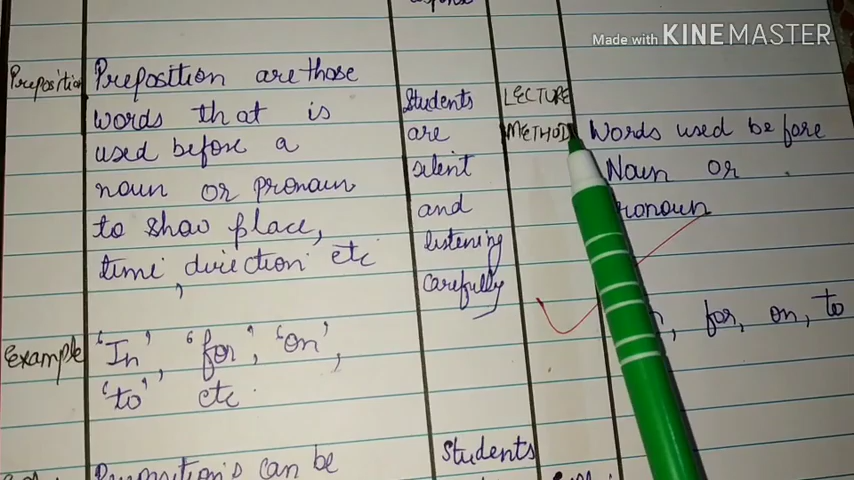 Made with KINEMASTER
Preposition
Preposition are those
words that is
used before a
noun or pronoun
to show place,
time, direction etc
Students
are
silent
and
listening
carefully
LECTURE
METHOD
Words used before
Noun or
for, on, to
Example
'In', 'for', 'on',
'to', etc.
Preposition's can be
Students